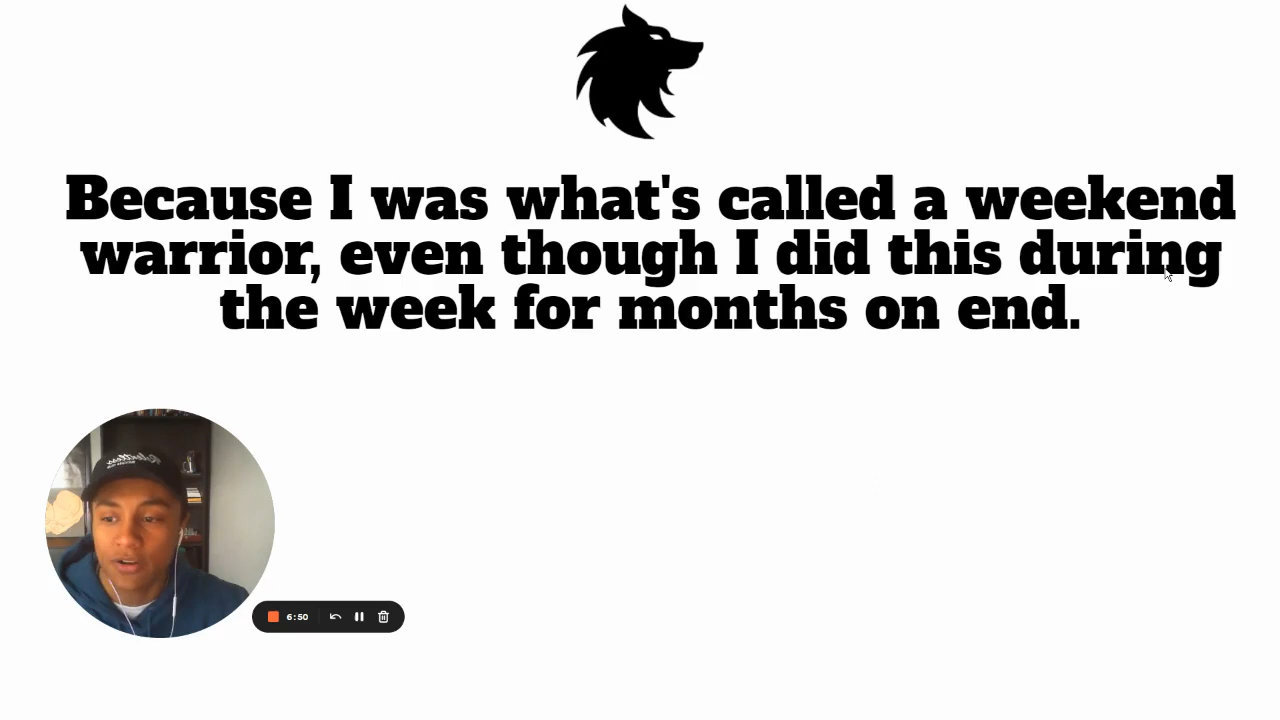 Because I was what's called a weekend
warrior, even though I did this during
the week for months on end.
Relentless
6:50